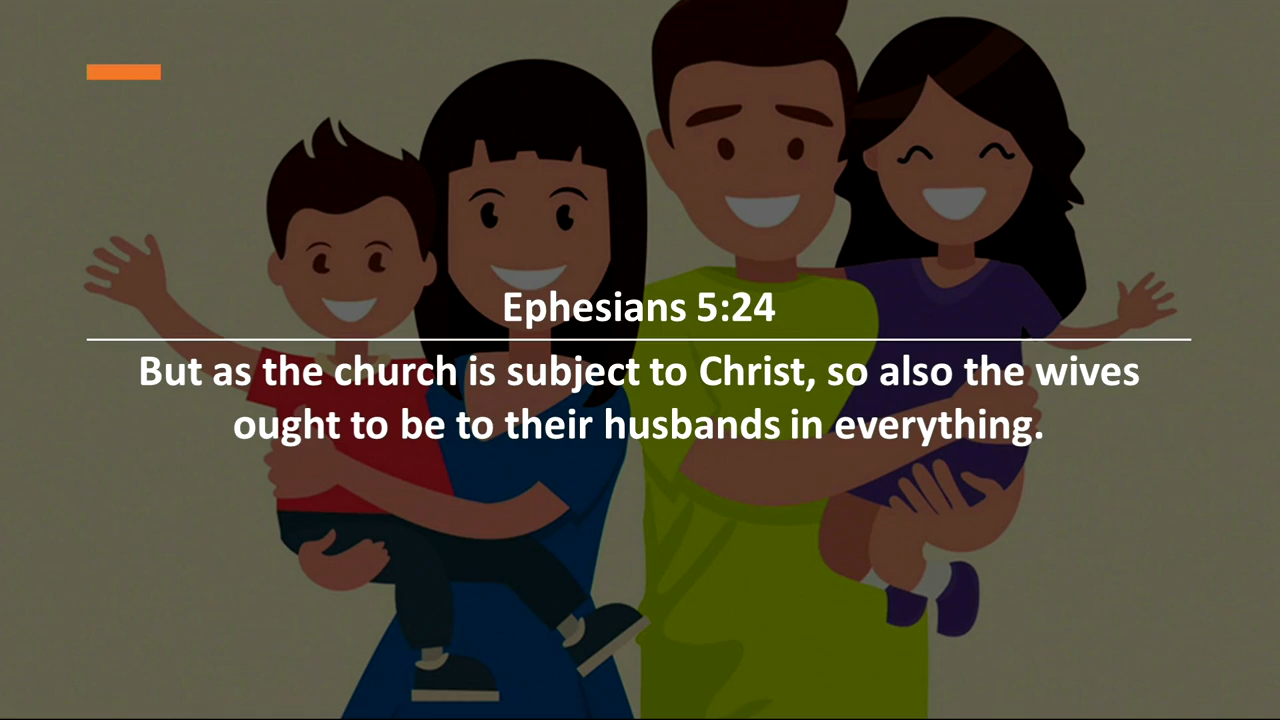 Ephesians 5:24
But as the church is subject to Christ, so also the wives
ought to be to their husbands in everything.